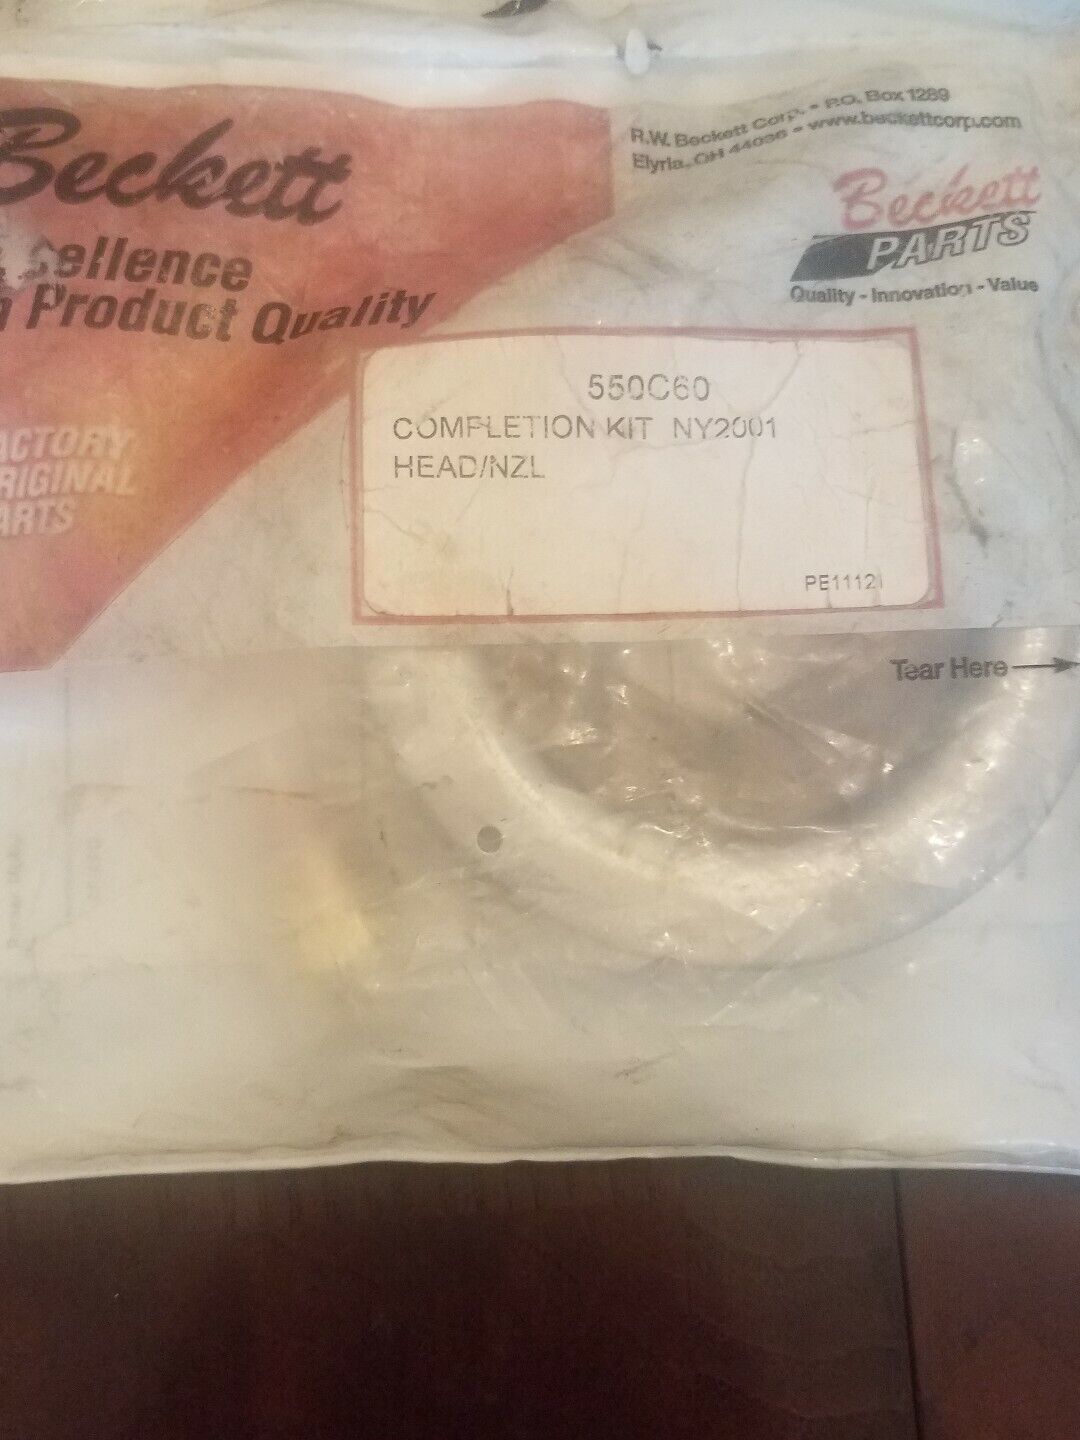 Beckett
Product Quality
R.W. Beckett Corp. • P.O. Box 1289
Elyria, OH 44036 • www.beckettcorp.com
Beckett
PARTS
Quality - Innovation - Value
550C60
COMPLETION KIT NY2001
HEAD/NZL
PE1112
Tear Here